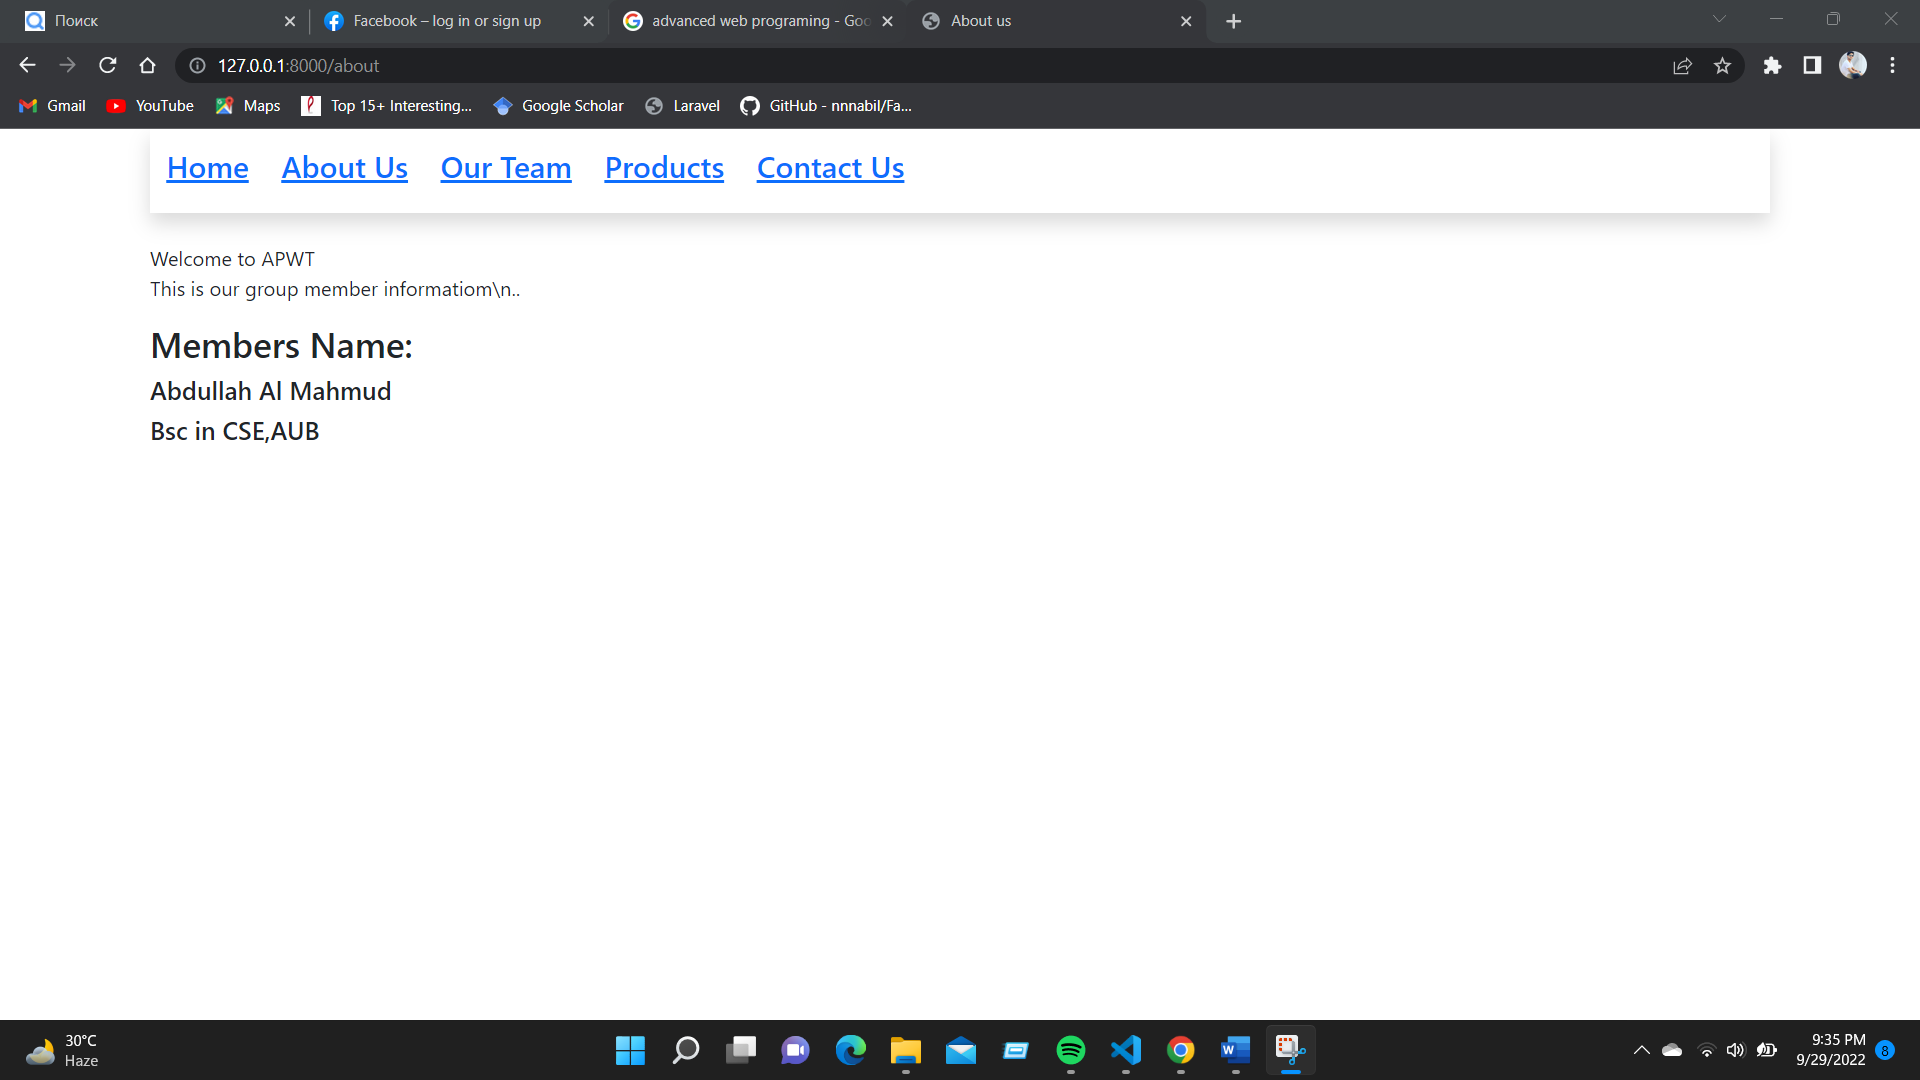 Поиск
Facebook – log in or sign up
advanced web programing - Goo
About us
127.0.0.1:8000/about
Gmail
YouTube
Maps
Top 15+ Interesting...
Google Scholar
Laravel
GitHub - nnnabil/Fa...
Home About Us Our Team Products Contact Us
Welcome to APWT
This is our group member informatiom\n..
Members Name:
Abdullah Al Mahmud
Bsc in CSE,AUB
30°C
Haze
9:35 PM
9/29/2022
8